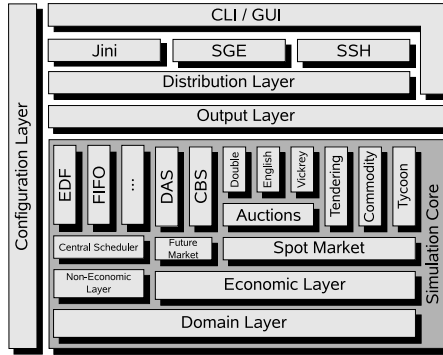 CLI / GUI
Configuration Layer
Jini
SGE
SSH
Distribution Layer
Output Layer
Simulation Core
EDF
FIFO
...
DAS
CBS
Double
English
Vickrey
Tendering
Commodity
Tycoon
Auctions
Central Scheduler
Future
Market
Spot Market
Non-Economic
Layer
Economic Layer
Domain Layer